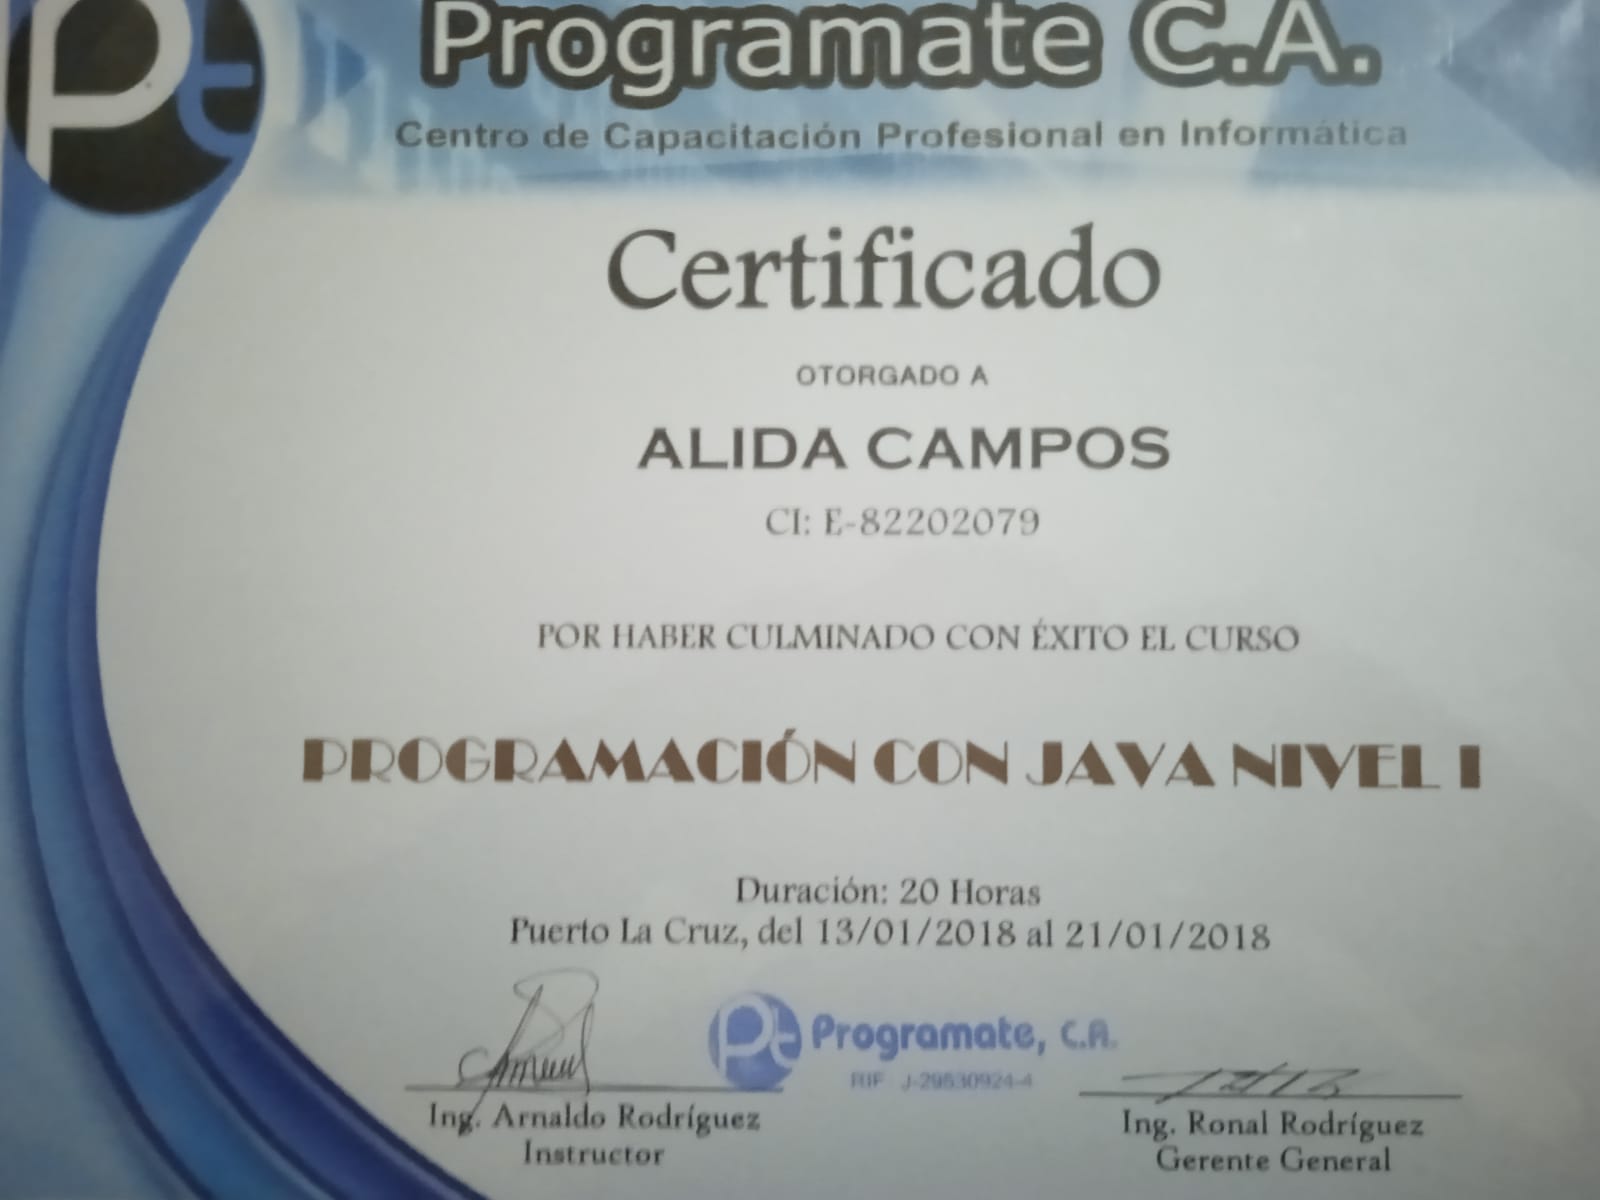 Pt
Programate C.A.
Centro de Capacitación Profesional en Informática
Certificado
OTORGADO A
ALIDA CAMPOS
CI: E-82202079
POR HABER CULMINADO CON ÉXITO EL CURSO
PROGRAMACIÓN CON JAVA NIVEL I
Duración: 20 Horas
Puerto La Cruz, del 13/01/2018 al 21/01/2018
Pt Programate, C.A.
RIF J-29530924-4
Ing. Arnaldo Rodríguez
Instructor
Ing. Ronal Rodríguez
Gerente General